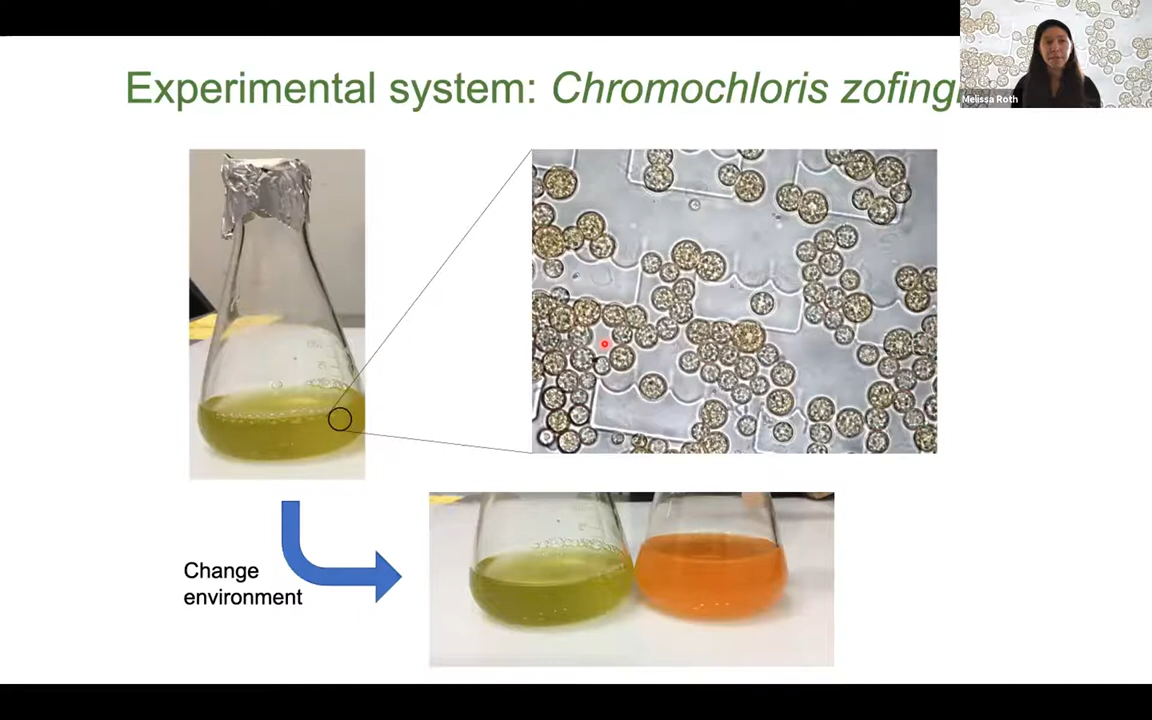 Experimental system: Chromochloris zofing
Melissa Roth
Change
environment